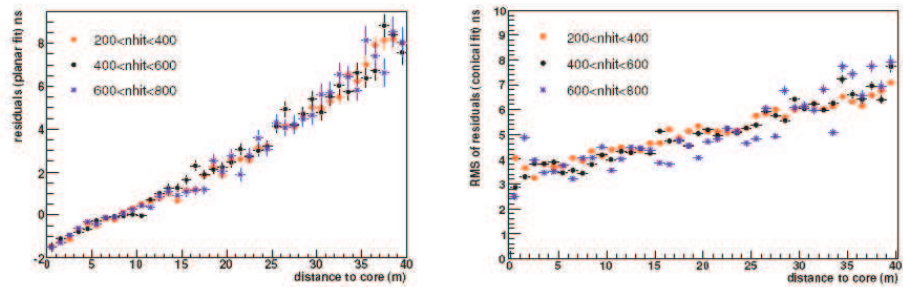 residuals (planar fit) ns
8
6
4
2
0
-2
200<nhit<400
400<nhit<600
600<nhit<800
0 5 10 15 20 25 30 35 40
distance to core (m)
RMS of residuals (conical fit) ns
10
9
8
7
6
5
4
3
2
1
0
200<nhit<400
400<nhit<600
600<nhit<800
0 5 10 15 20 25 30 35 40
distance to core (m)